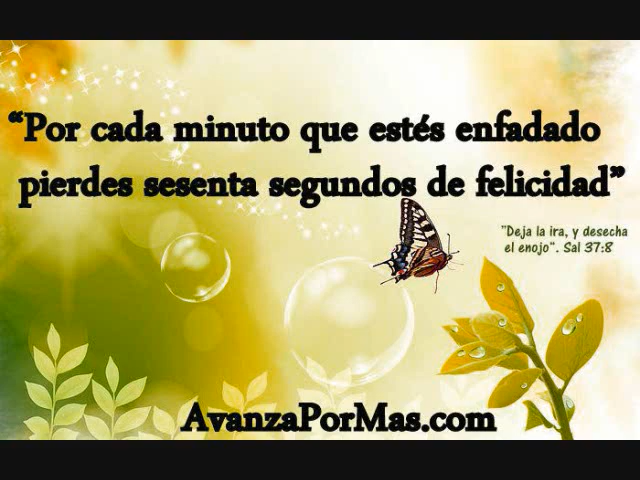 “Por cada minuto que estés enfadado
pierdes sesenta segundos de felicidad”
"Deja la ira, y desecha
el enojo". Sal 37:8
AvanzaPorMas.com